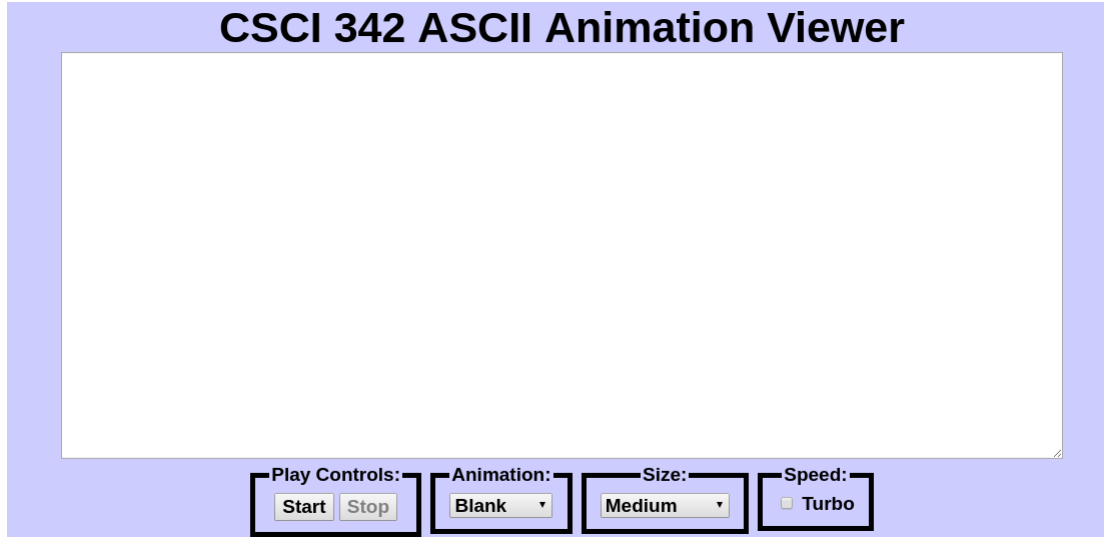 CSCI 342 ASCII Animation Viewer
Play Controls: Animation: Size: Speed:
Start Stop Blank Medium Turbo